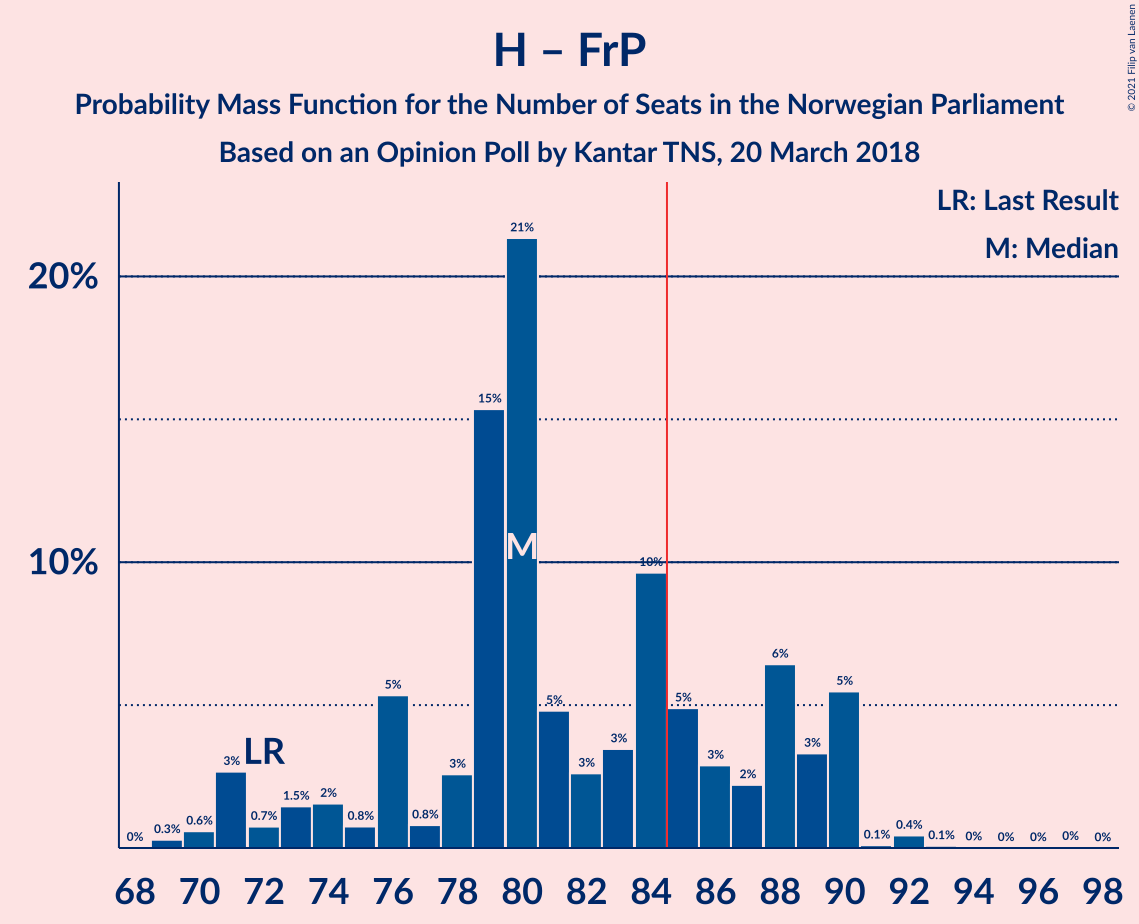 © 2021 Filip van Laenen
H – FrP
Probability Mass Function for the Number of Seats in the Norwegian Parliament
Based on an Opinion Poll by Kantar TNS, 20 March 2018
LR: Last Result
M: Median
20%
10%
0% 0.3% 0.6% 3% 0.7% 1.5% 2% 0.8% 5% 0.8% 3% 15% 21% 5% 3% 3% 10% 5% 3% 2% 6% 3% 5% 0.1% 0.4% 0.1% 0% 0% 0% 0% 0%
LR
M
68 70 72 74 76 78 80 82 84 86 88 90 92 94 96 98